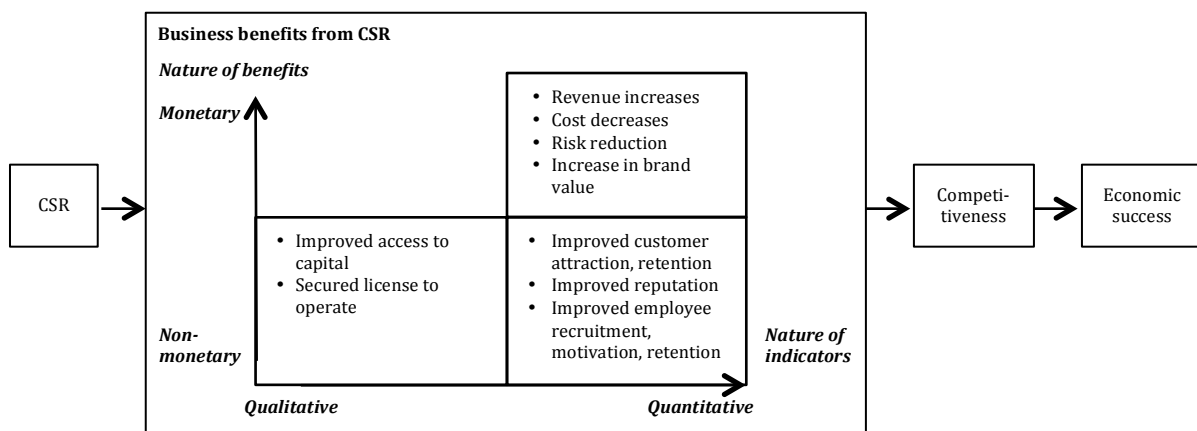 Business benefits from CSR
Nature of benefits
Monetary
• Revenue increases
• Cost decreases
• Risk reduction
• Increase in brand
value
CSR
Competi-
tiveness
Economic
success
• Improved access to
capital
• Secured license to
operate
• Improved customer
attraction, retention
• Improved reputation
• Improved employee
recruitment,
motivation, retention
Non-
monetary
Nature of
indicators
Qualitative
Quantitative